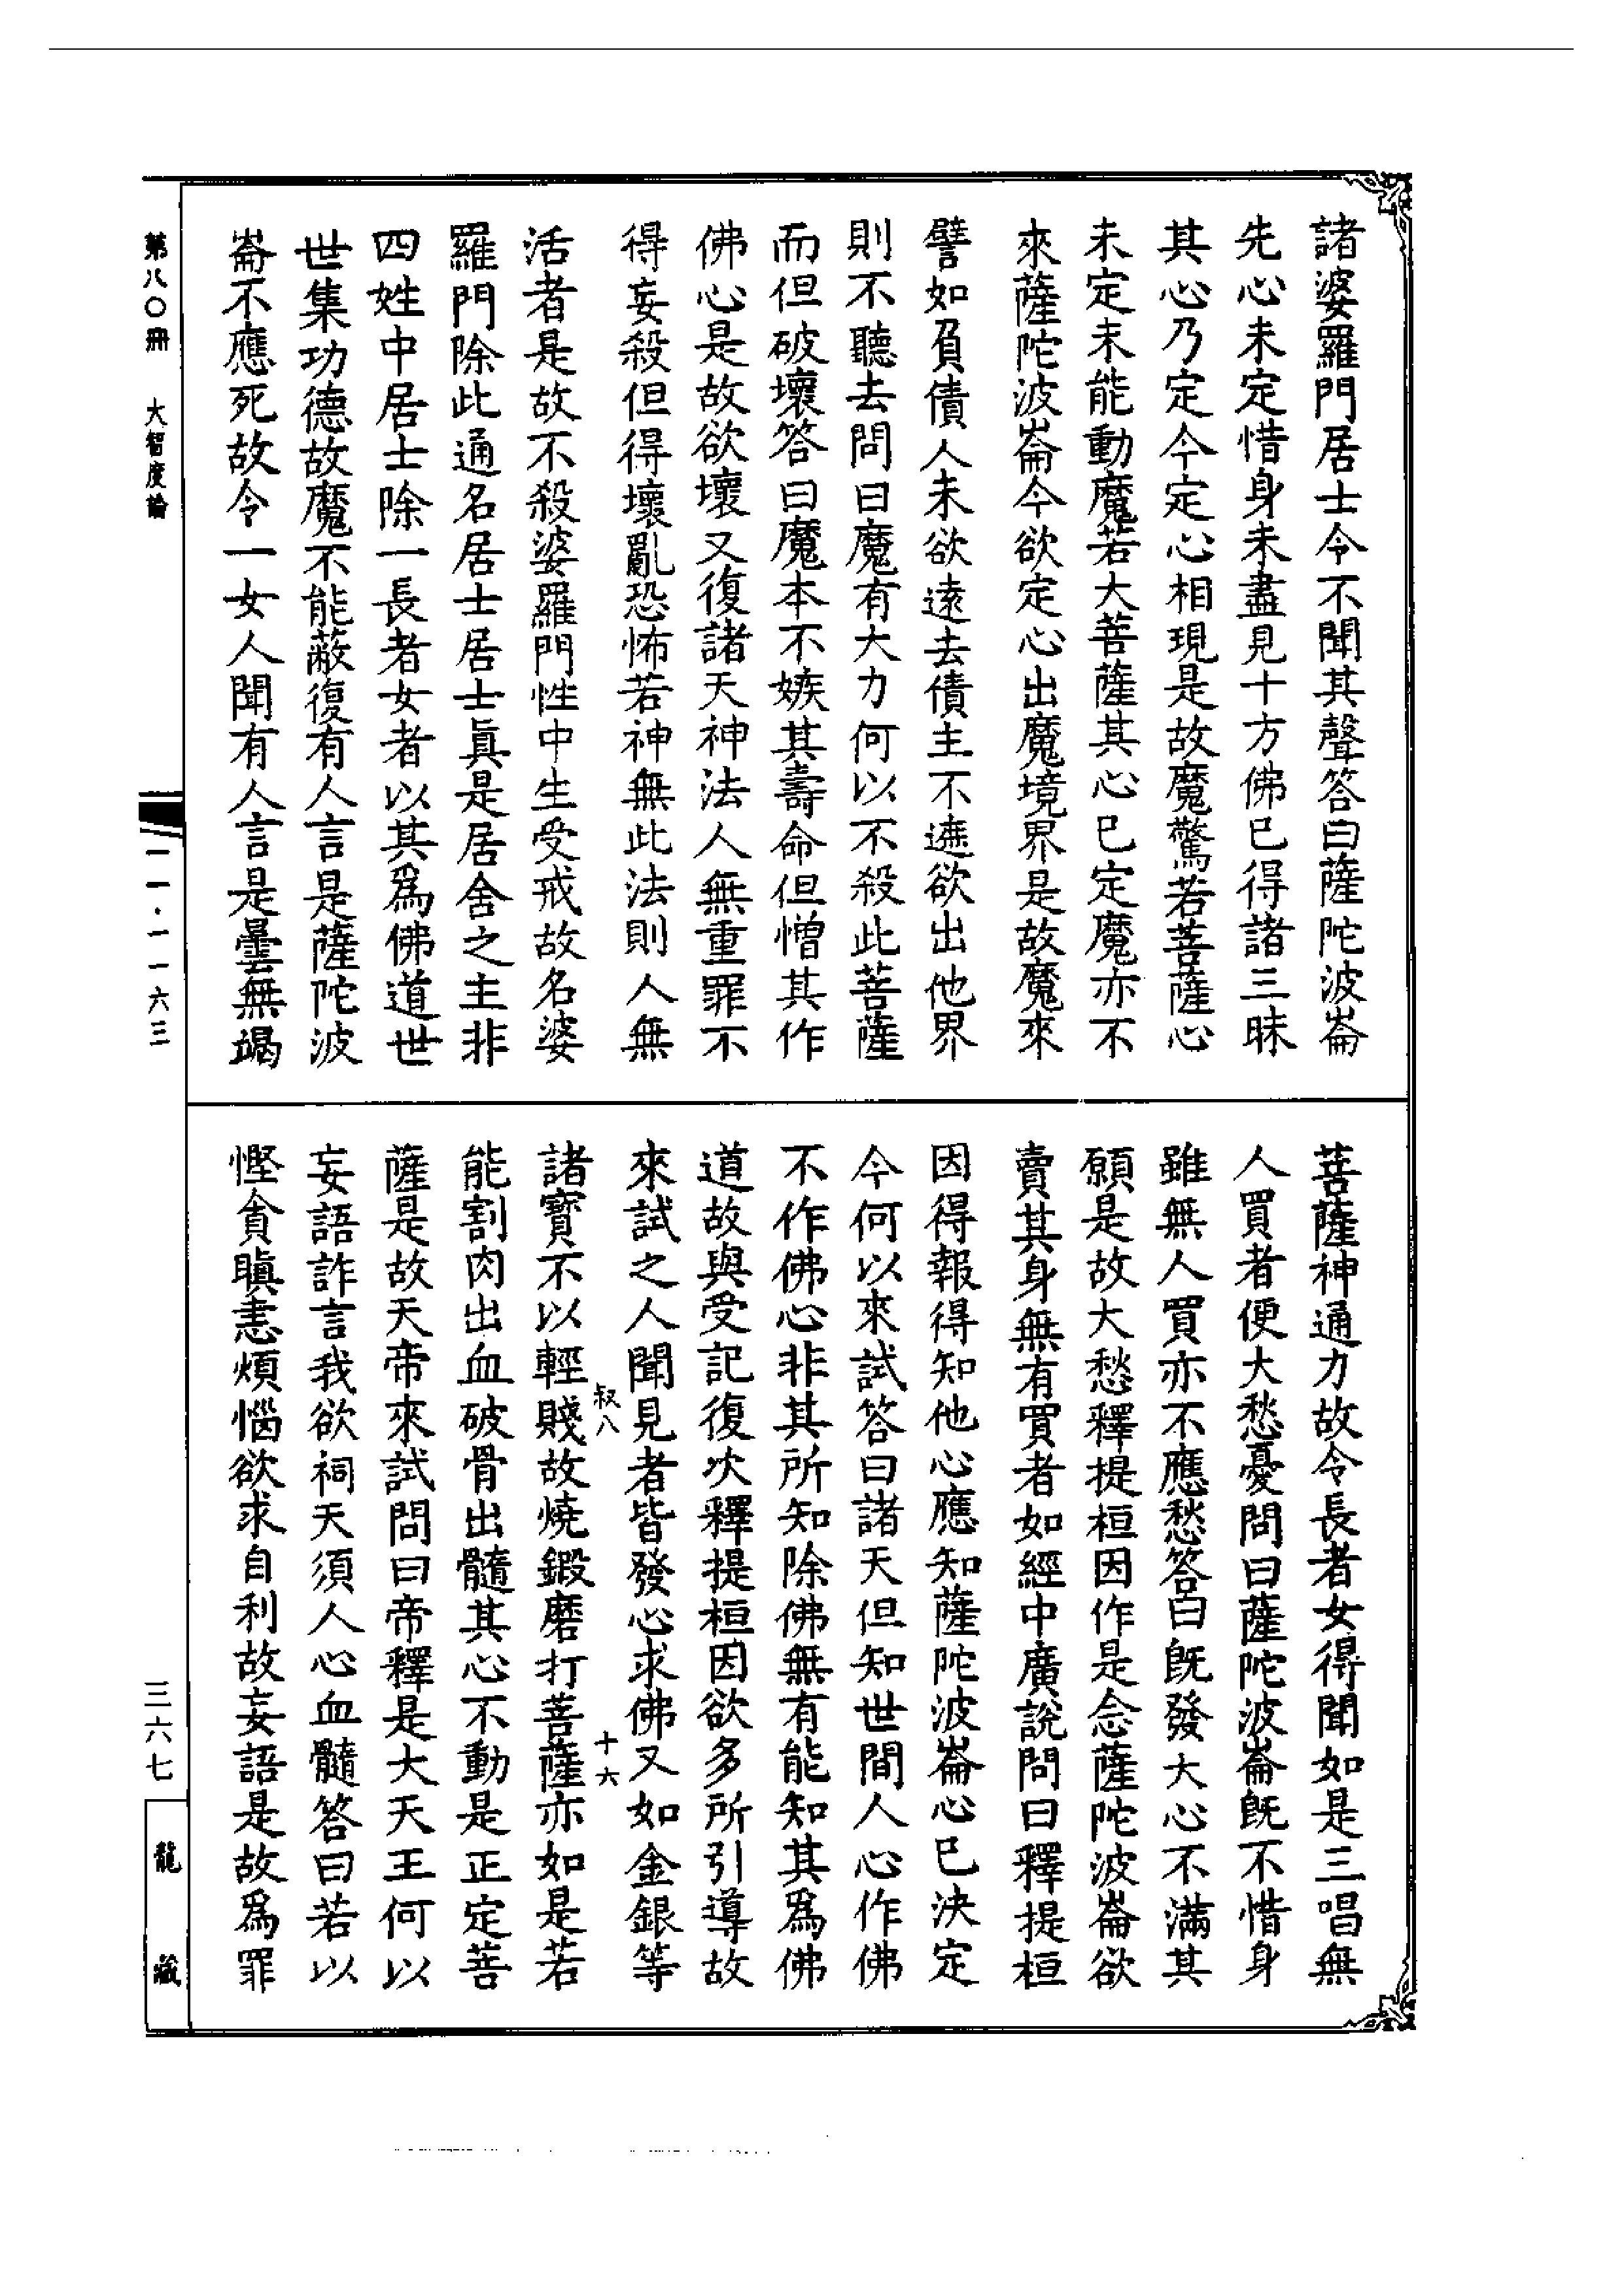 諸婆羅門居士令不聞其聲答曰薩陀波崙
先心未定惜身未盡見十方佛已得諸三昧
其心乃定今定心相現是故魔驚若菩薩心
未定未能動魔若大菩薩其心已定魔亦不
來薩陀波崙今欲定心出魔境界是故魔來
譬如負債人未欲遠去債主不遮欲出他界
則不聽去問曰魔有大力何以不殺此菩薩
而但破壞答曰魔本不嫉其壽命但憎其作
佛心是故欲壞又復諸天神法人無重罪不
得妄殺但得壞亂恐怖若神無此法則人無
活者是故不殺婆羅門性中生受戒故名婆
羅門除此通名居士居士眞是居舍之主非
四姓中居士除一長者女者以其爲佛道世
世集功德故魔不能蔽復有人言是薩陀波
崙不應死故令一女人聞有人言是曇無竭
菩薩神通力故令長者女得聞如是三唱無
人買者便大愁憂問曰薩陀波崙旣不惜身
雖無人買亦不應愁答曰旣發大心不滿其
願是故大愁釋提桓因作是念薩陀波崙欲
賣其身無有買者如經中廣說問曰釋提桓
因得報得知他心應知薩陀波崙心已決定
今何以來試答曰諸天但知世間人心作佛
不作佛心非其所知除佛無有能知其爲佛
道故與受記復次釋提桓因欲多所引導故
來試之人聞見者皆發心求佛又如金銀等
叔八 十六
諸寶不以輕賤故燒鍛磨打菩薩亦如是若
能割肉出血破骨出髓其心不動是正定菩
薩是故天帝來試問曰帝釋是大天王何以
妄語詐言我欲祠天須人心血髓答曰若以
慳貪瞋恚煩惱欲求自利故妄語是故爲罪
第八〇冊 大智度論
一一·一一六三
三六七
龍藏